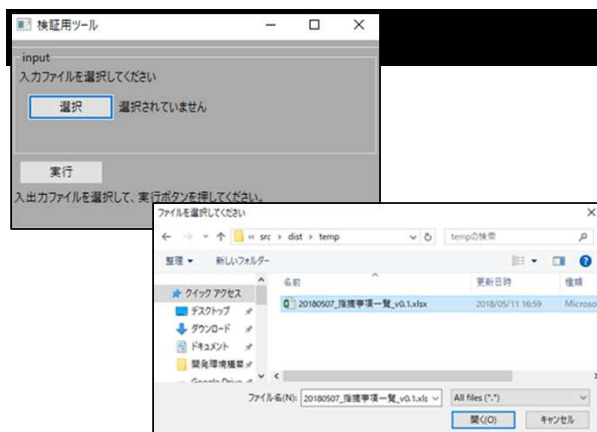 検証用ツール
input
入力ファイルを選択してください
選択 選択されていません
実行
入出力ファイルを選択して、実行ボタンを押してください。
ファイルを選択してください
« src › dist › temp
tempの検索
整理 新しいフォルダー
名前 更新日時 種類
クイック アクセス
デスクトップ
ダウンロード
ドキュメント
開発環境構築
Google Drive
20180507_指摘事項一覧_v0.1.xlsx 2018/05/11 16:59 Microso
ファイル名(N): 20180507_指摘事項一覧_v0.1.xls All files (*.*)
開く(O) キャンセル